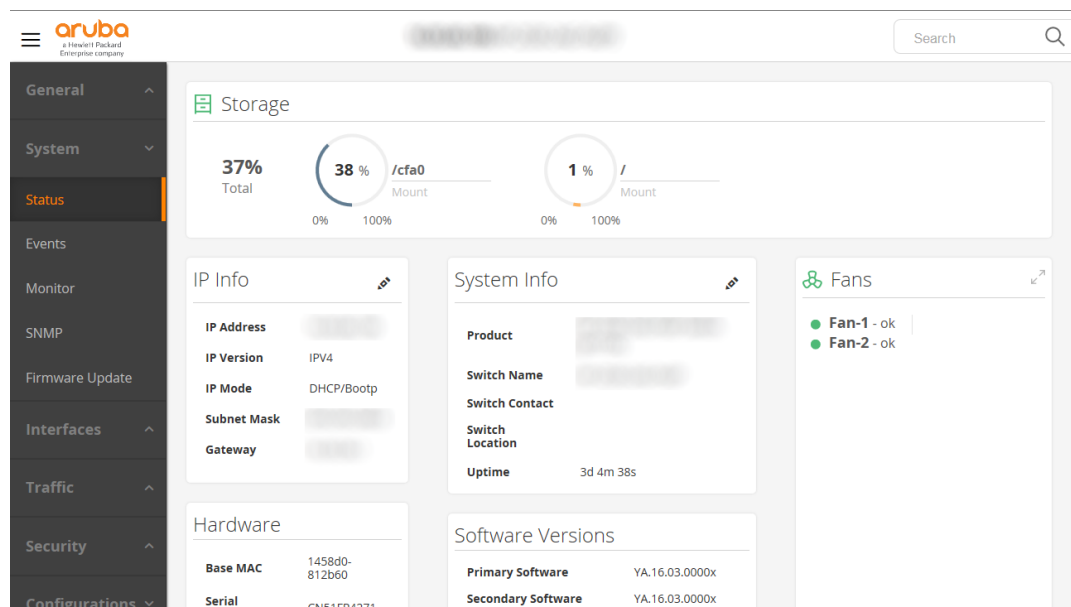 aruba
a Hewlett Packard
Enterprise company
Search
General
System
Status
Events
Monitor
SNMP
Firmware Update
Interfaces
Traffic
Security
Configurations
Storage
37%
Total
38 %
/cfa0
Mount
0% 100%
1 %
/
Mount
0% 100%
IP Info
IP Address
IP Version IPV4
IP Mode DHCP/Bootp
Subnet Mask
Gateway
System Info
Product
Switch Name
Switch Contact
Switch
Location
Uptime 3d 4m 38s
Fans
Fan-1 - ok
Fan-2 - ok
Hardware
Base MAC 1458d0-
812b60
Serial
Software Versions
Primary Software YA.16.03.0000x
Secondary Software YA.16.03.0000x